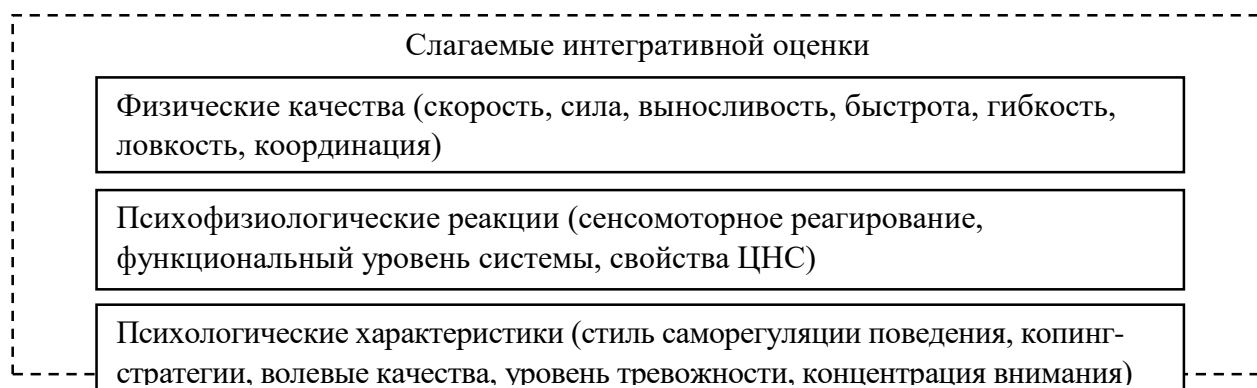 Слагаемые интегративной оценки
Физические качества (скорость, сила, выносливость, быстрота, гибкость,
ловкость, координация)
Психофизиологические реакции (сенсомоторное реагирование,
функциональный уровень системы, свойства ЦНС)
Психологические характеристики (стиль саморегуляции поведения, копинг-
стратегии, волевые качества, уровень тревожности, концентрация внимания)